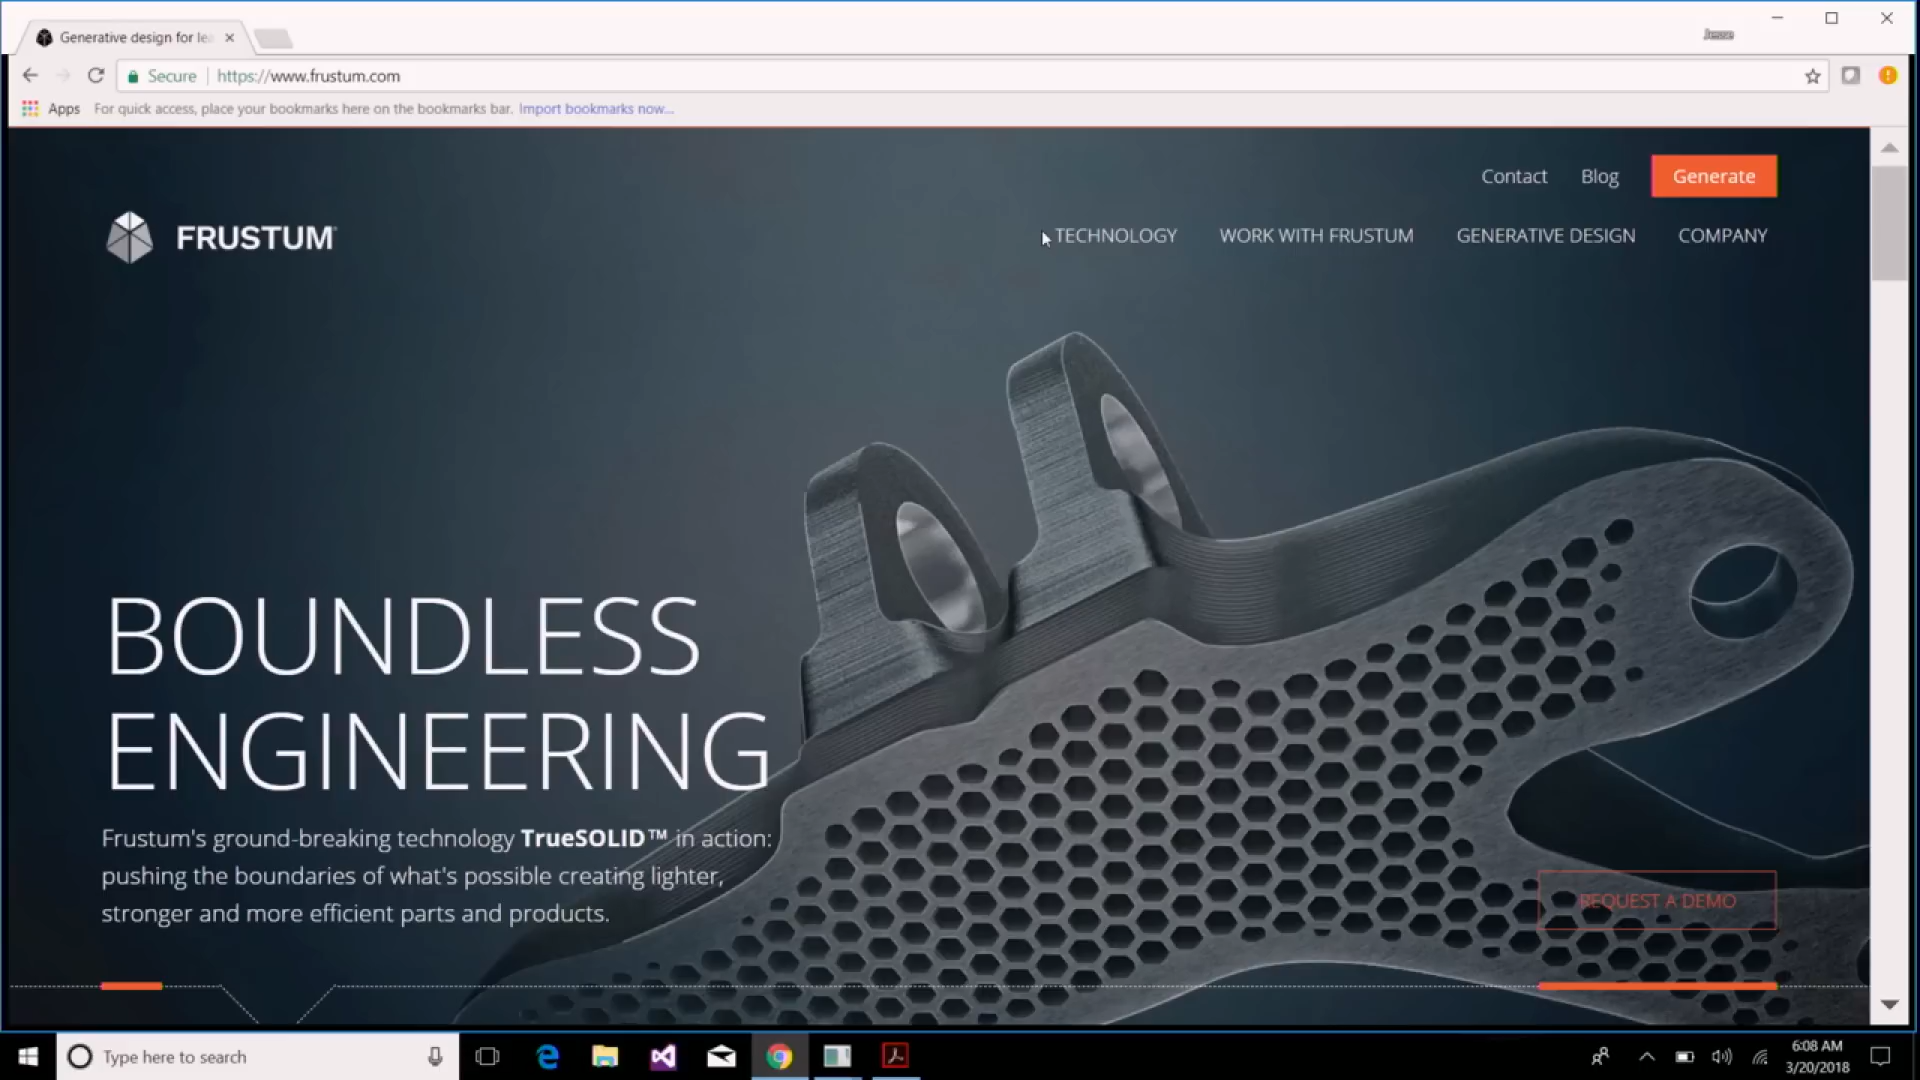 Generative design for lea
Jesse
Secure
https://www.frustum.com
Apps
For quick access, place your bookmarks here on the bookmarks bar. Import bookmarks now...
Contact
Blog
Generate
FRUSTUM
TECHNOLOGY
WORK WITH FRUSTUM
GENERATIVE DESIGN
COMPANY
BOUNDLESS
ENGINEERING
Frustum's ground-breaking technology TrueSOLID™ in action:
pushing the boundaries of what's possible creating lighter,
stronger and more efficient parts and products.
REQUEST A DEMO
Type here to search
6:08 AM
3/20/2018